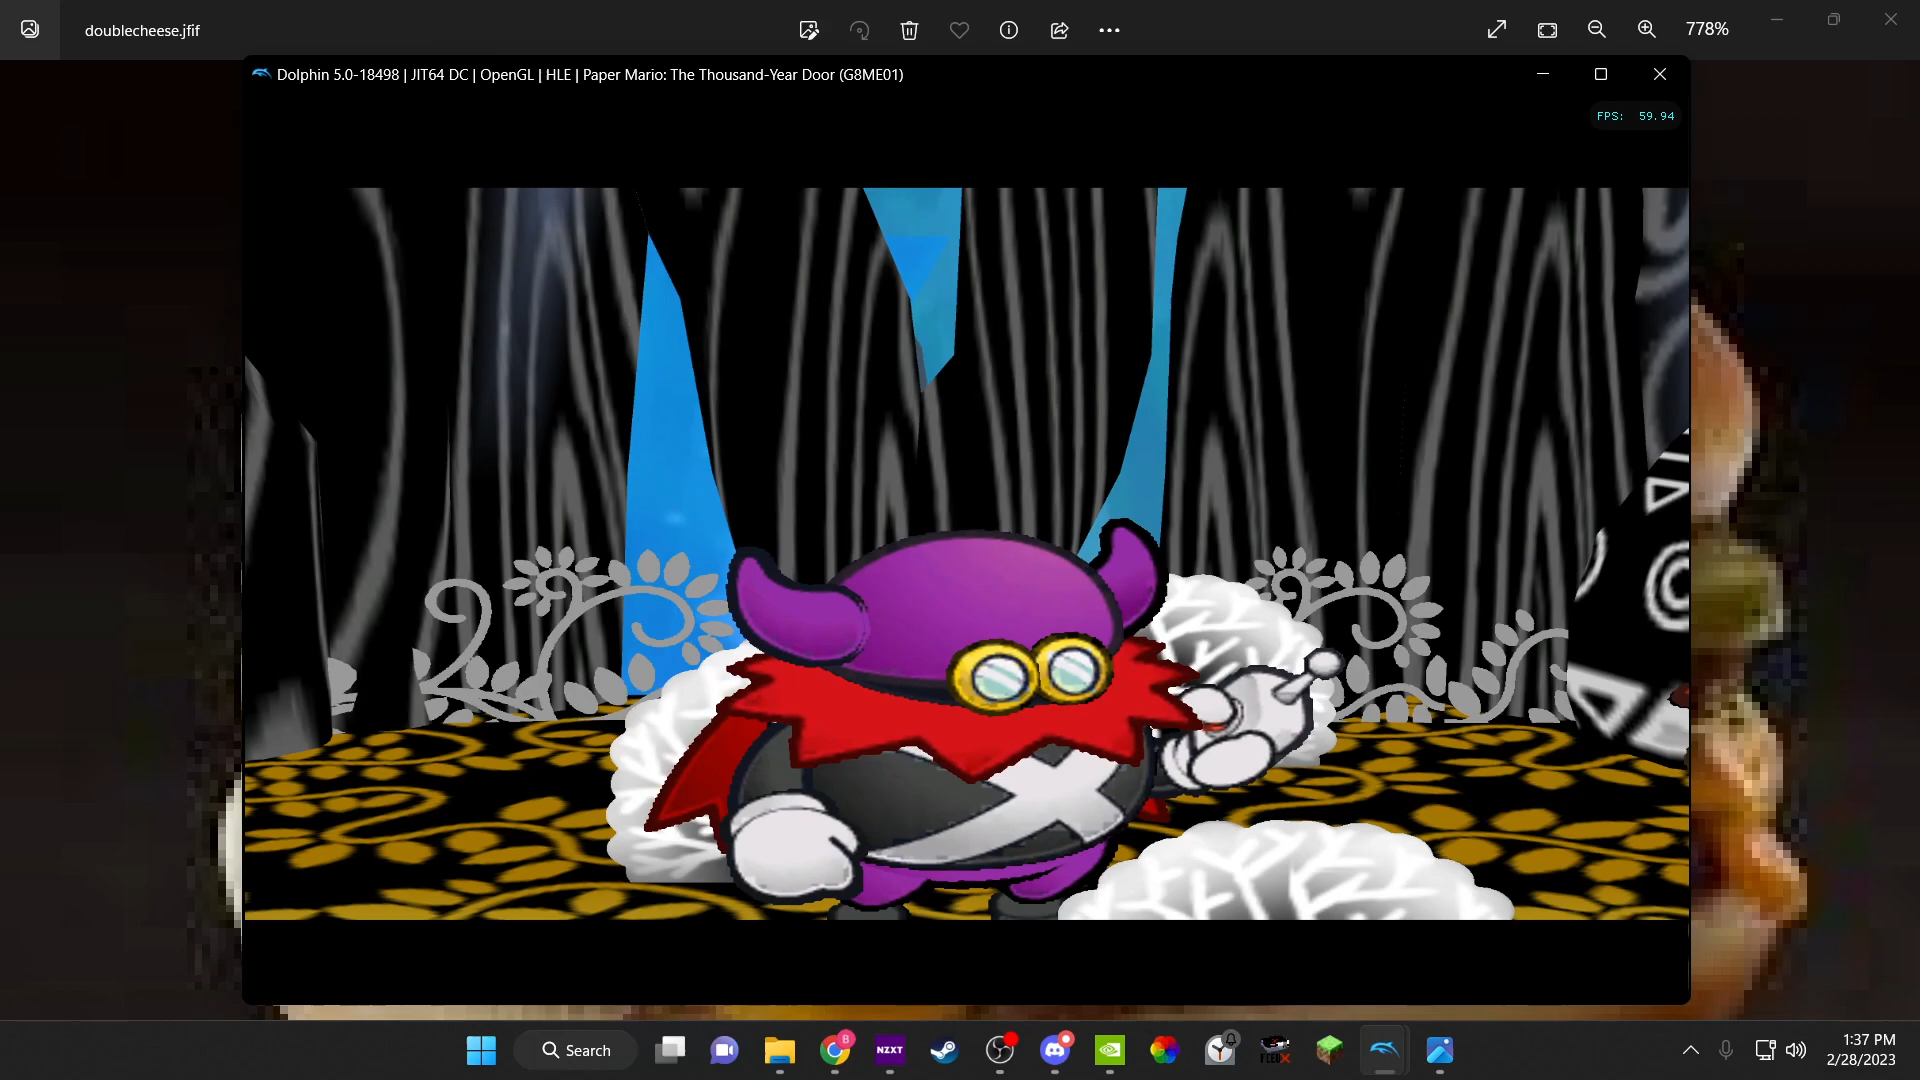 doublecheese.jfif
778%
Dolphin 5.0-18498 | JIT64 DC | OpenGL | HLE | Paper Mario: The Thousand-Year Door (G8ME01)
FPS: 59.94
Search
B
NZXT
1:37 PM
2/28/2023